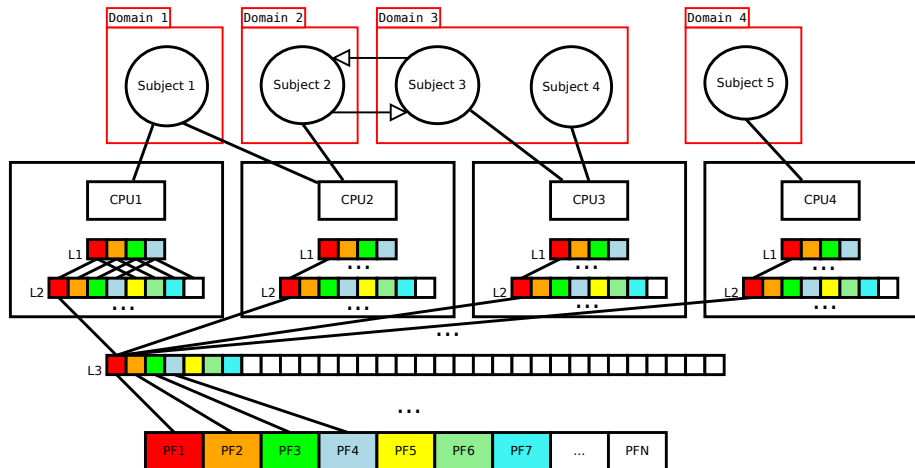 Domain 1 Domain 2 Domain 3 Domain 4
Subject 1 Subject 2 Subject 3 Subject 4 Subject 5
CPU1 CPU2 CPU3 CPU4
L1 L1 L1 L1
... ... ...
L2 L2 L2 L2
... ... ... ...
...
L3
...
PF1 PF2 PF3 PF4 PF5 PF6 PF7 ... PFN